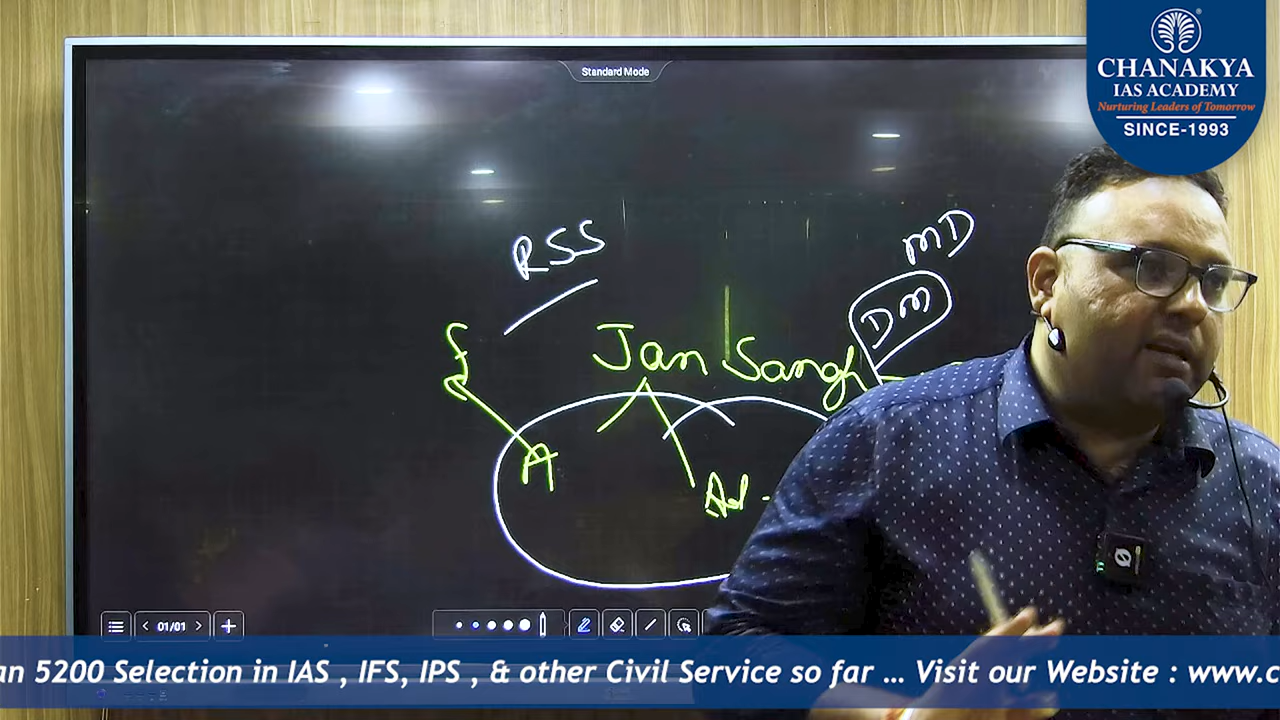 Standard Mode
CHANAKYA
IAS ACADEMY
Nurturing Leaders of Tomorrow
SINCE-1993
RSS
MD
DM
Jan Sangh
A
Ad
01/01
an 5200 Selection in IAS , IFS, IPS , & other Civil Service so far ... Visit our Website : www.c